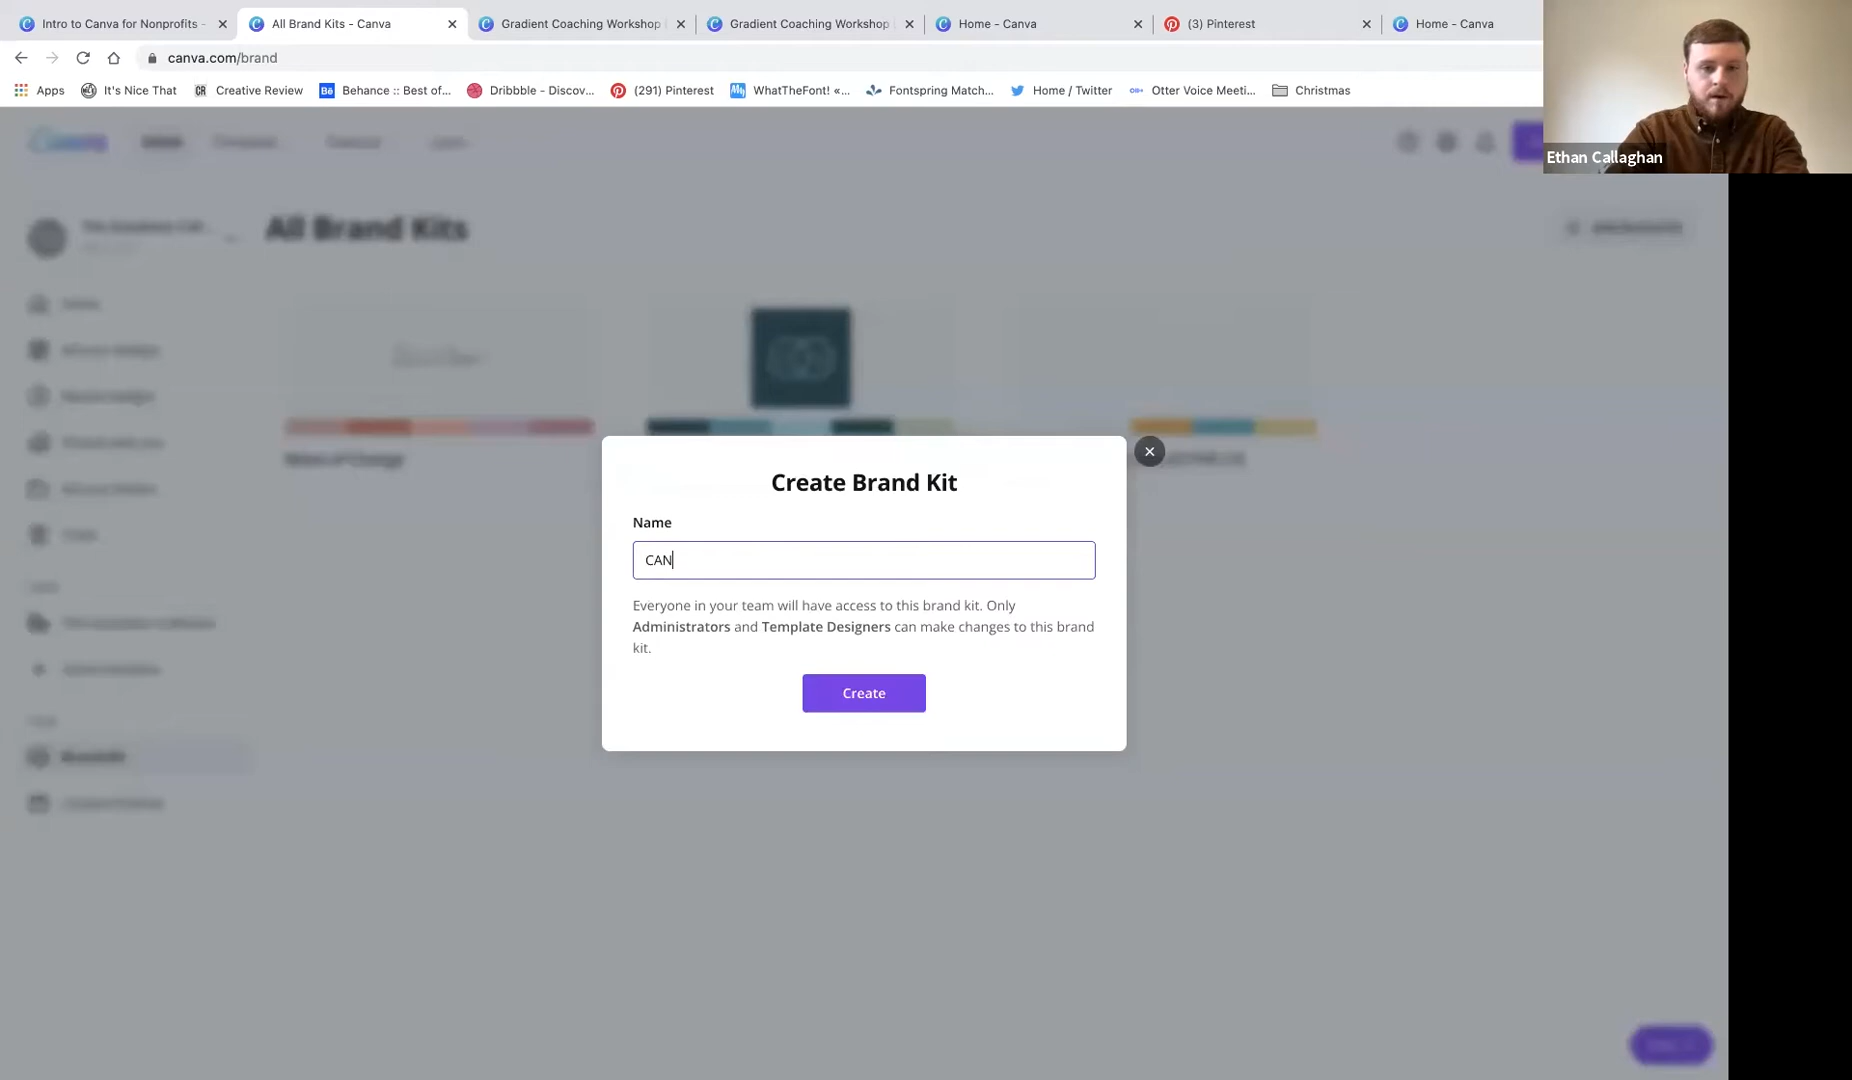 Intro to Canva for Nonprofits -
All Brand Kits - Canva
Gradient Coaching Workshop
Gradient Coaching Workshop
Home - Canva
(3) Pinterest
Home - Canva
canva.com/brand
Apps
It's Nice That
Creative Review
Behance :: Best of...
Dribbble - Discov...
(291) Pinterest
WhatTheFont! «...
Fontspring Match...
Home / Twitter
Otter Voice Meeti...
Christmas
Ethan Callaghan
All Brand Kits
Create Brand Kit
Name
CAN
Everyone in your team will have access to this brand kit. Only
Administrators and Template Designers can make changes to this brand
kit.
Create